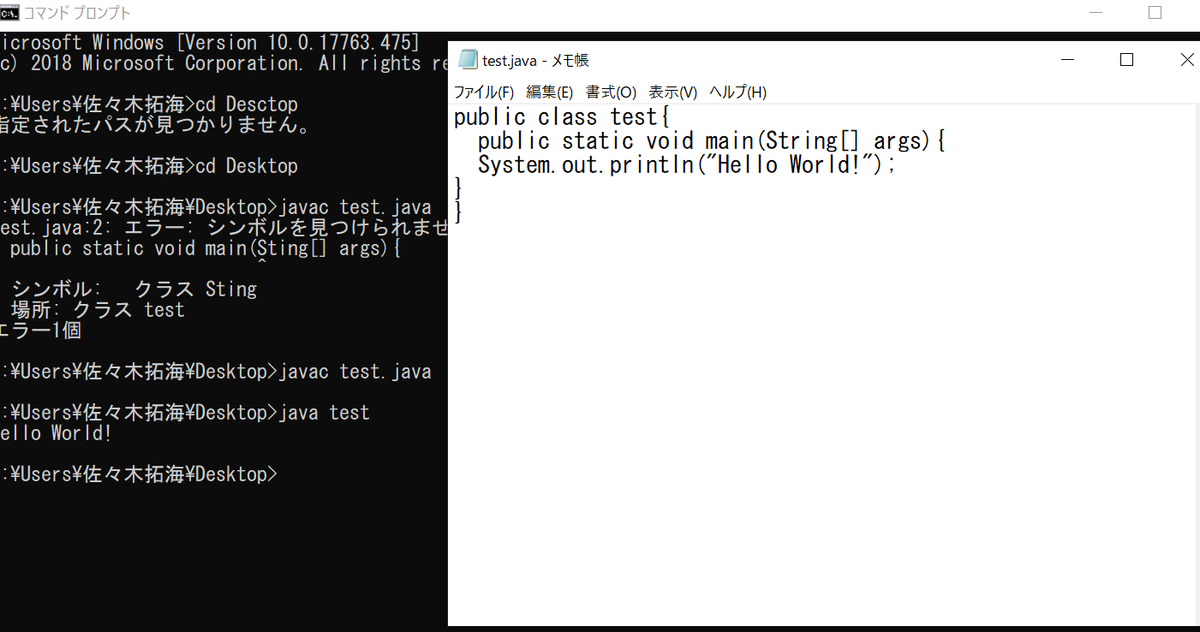 コマンド プロンプト
icrosoft Windows [Version 10.0.17763.475]
c) 2018 Microsoft Corporation. All rights re
:¥Users¥佐々木拓海>cd Desctop
指定されたパスが見つかりません。
:¥Users¥佐々木拓海>cd Desktop
:¥Users¥佐々木拓海¥Desktop>javac test.java
est.java:2: エラー: シンボルを見つけられませ
public static void main(Sting[] args){
^
シンボル:   クラス Sting
場所: クラス test
エラー1個
:¥Users¥佐々木拓海¥Desktop>javac test.java
:¥Users¥佐々木拓海¥Desktop>java test
ello World!
:¥Users¥佐々木拓海¥Desktop>
test.java - メモ帳
ファイル(F) 編集(E) 書式(O) 表示(V) ヘルプ(H)
public class test{
  public static void main(String[] args){
  System.out.println("Hello World!");
}
}